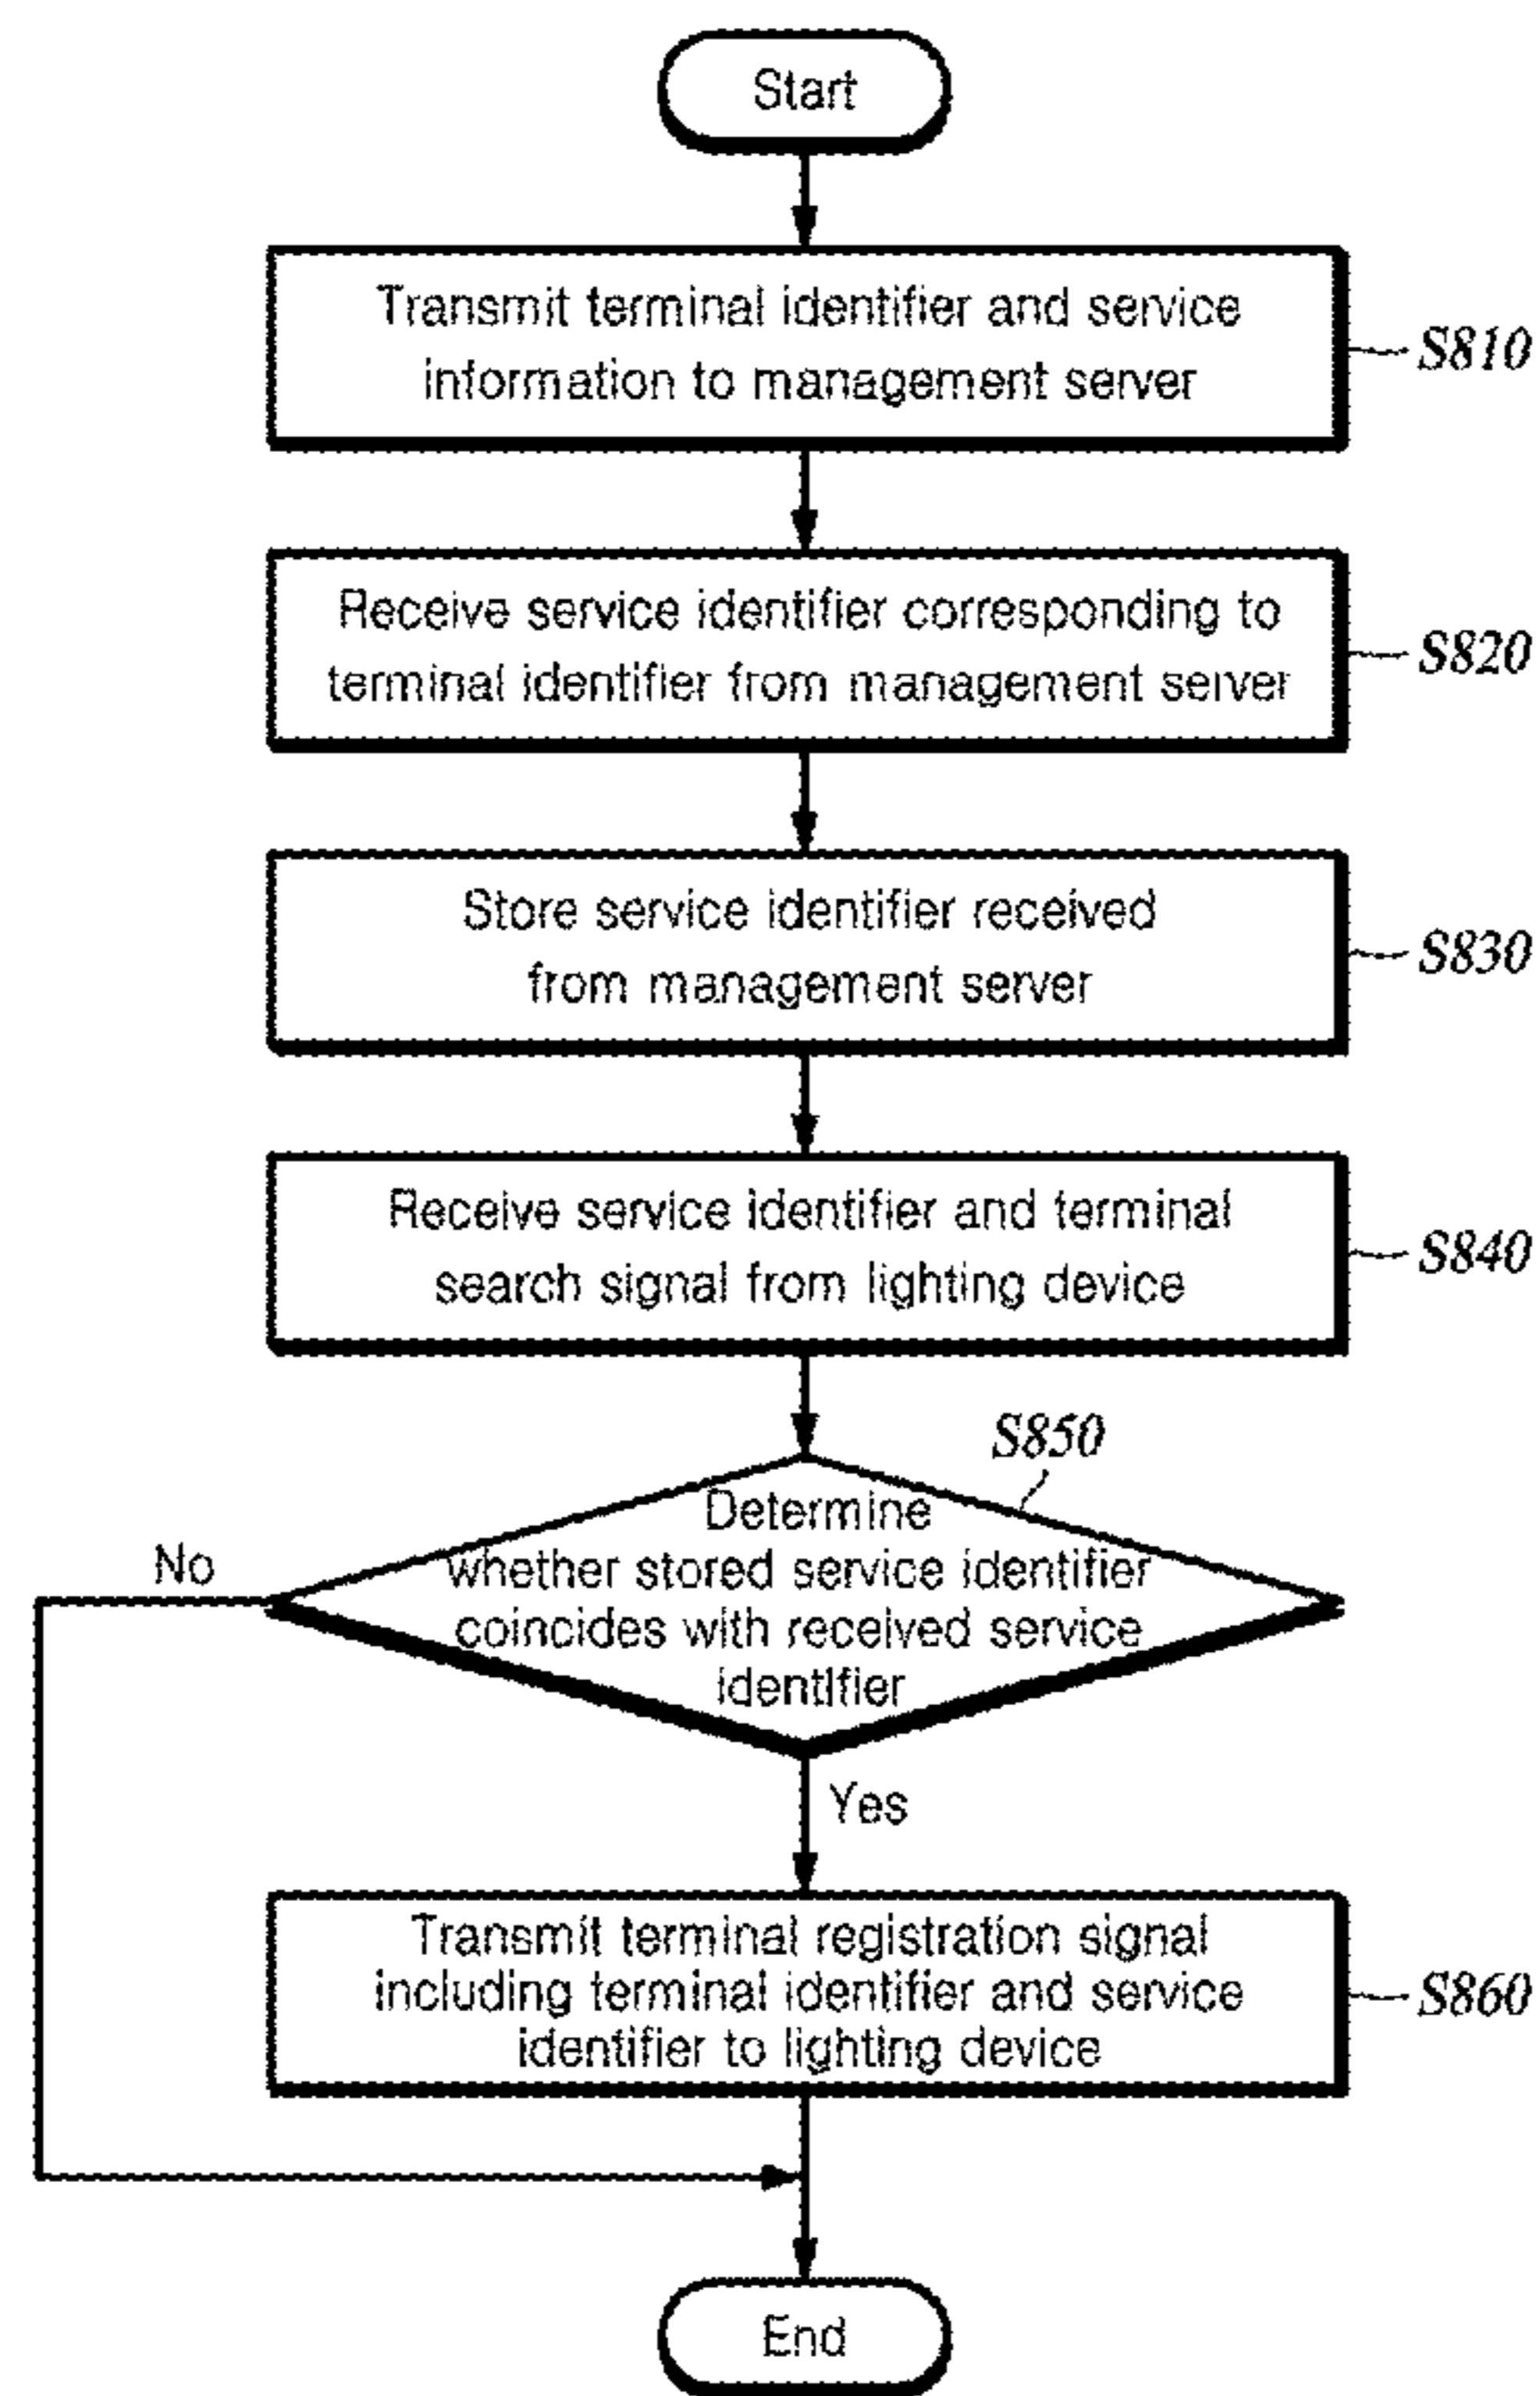 Start
Transmit terminal identifier and service
information to management server
S810
Receive service identifier corresponding to
terminal identifier from management server
S820
Store service identifier received
from management server
S830
Receive service identifier and terminal
search signal from lighting device
S840
S850
Determine
whether stored service identifier
coincides with received service
identifier
No
Yes
Transmit terminal registration signal
including terminal identifier and service
identifier to lighting device
S860
End